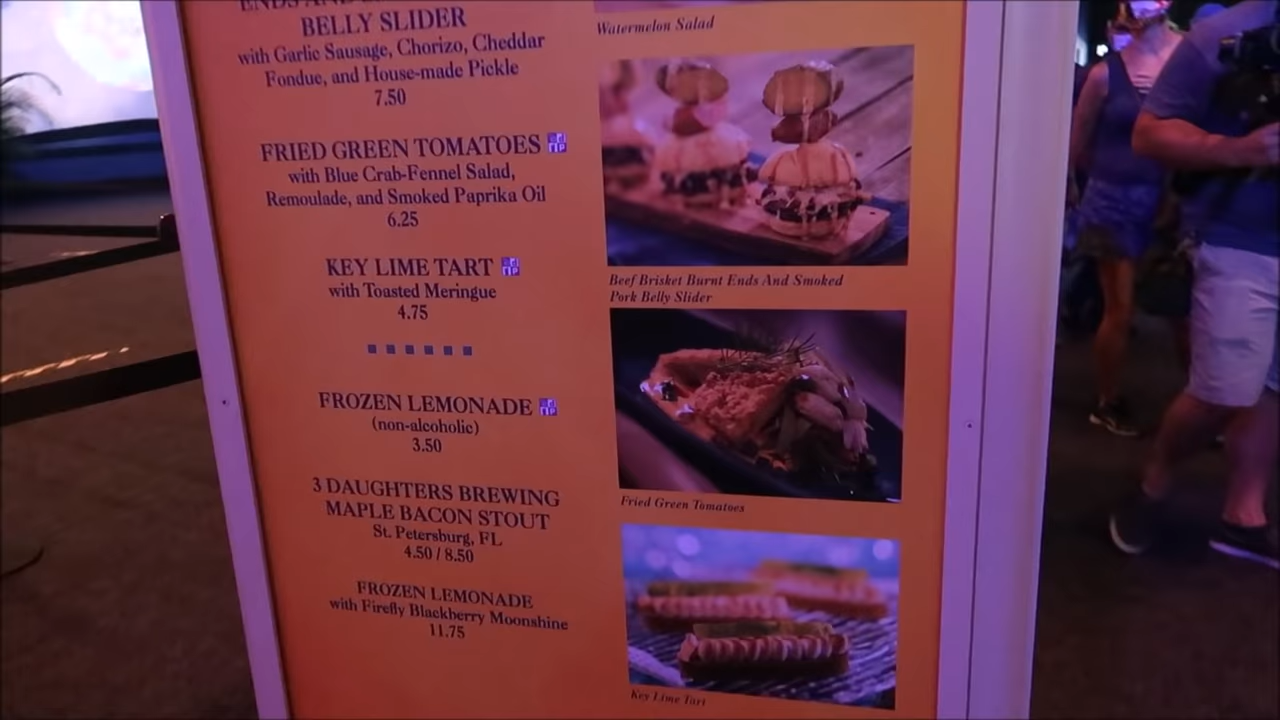 ENDS AND
BELLY SLIDER
with Garlic Sausage, Chorizo, Cheddar
Fondue, and House-made Pickle
7.50
FRIED GREEN TOMATOES
with Blue Crab-Fennel Salad,
Remoulade, and Smoked Paprika Oil
6.25
KEY LIME TART
with Toasted Meringue
4.75
FROZEN LEMONADE
(non-alcoholic)
3.50
3 DAUGHTERS BREWING
MAPLE BACON STOUT
St. Petersburg, FL
4.50 / 8.50
FROZEN LEMONADE
with Firefly Blackberry Moonshine
11.75
Watermelon Salad
Beef Brisket Burnt Ends And Smoked
Pork Belly Slider
Fried Green Tomatoes
Key Lime Tart